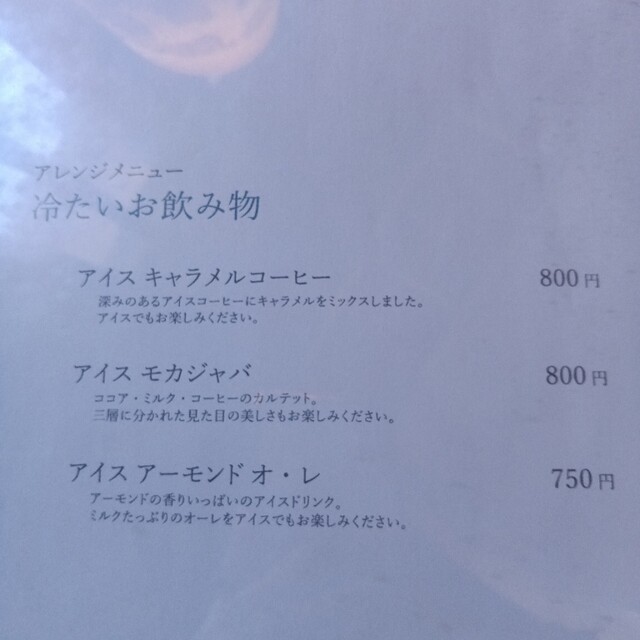 アレンジメニュー
冷たいお飲み物
アイス キャラメルコーヒー 800 円
深みのあるアイスコーヒーにキャラメルをミックスしました。
アイスでもお楽しみください。
アイス モカジャバ 800 円
ココア・ミルク・コーヒーのカルテット。
三層に分かれた見た目の美しさもお楽しみください。
アイス アーモンド オ・レ 750 円
アーモンドの香りいっぱいのアイスドリンク。
ミルクたっぷりのオーレをアイスでもお楽しみください。